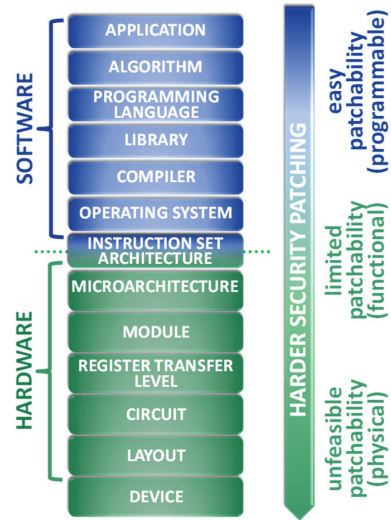 SOFTWARE
HARDWARE
APPLICATION
ALGORITHM
PROGRAMMING
LANGUAGE
LIBRARY
COMPILER
OPERATING SYSTEM
INSTRUCTION SET
ARCHITECTURE
MICROARCHITECTURE
MODULE
REGISTER TRANSFER
LEVEL
CIRCUIT
LAYOUT
DEVICE
HARDER SECURITY PATCHING
easy
patchability
(programmable)
limited
patchability
(functional)
unfeasible
patchability
(physical)